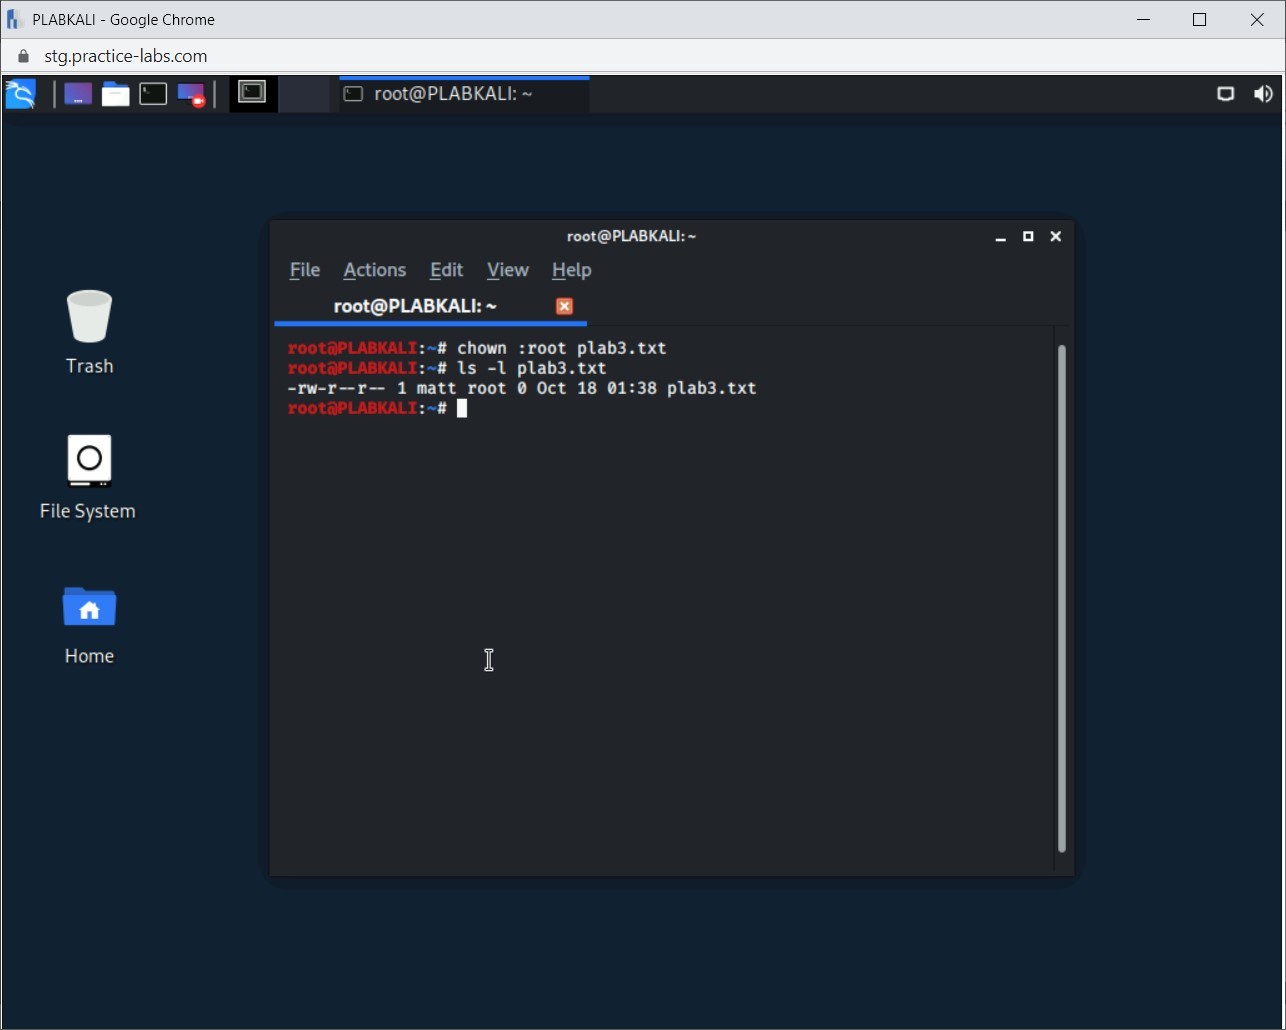 PLABKALI - Google Chrome
stg.practice-labs.com
root@PLABKALI: ~
root@PLABKALI: ~
File Actions Edit View Help
root@PLABKALI: ~
root@PLABKALI:~# chown :root plab3.txt
root@PLABKALI:~# ls -l plab3.txt
-rw-r--r-- 1 matt root 0 Oct 18 01:38 plab3.txt
root@PLABKALI:~#
Trash
File System
Home